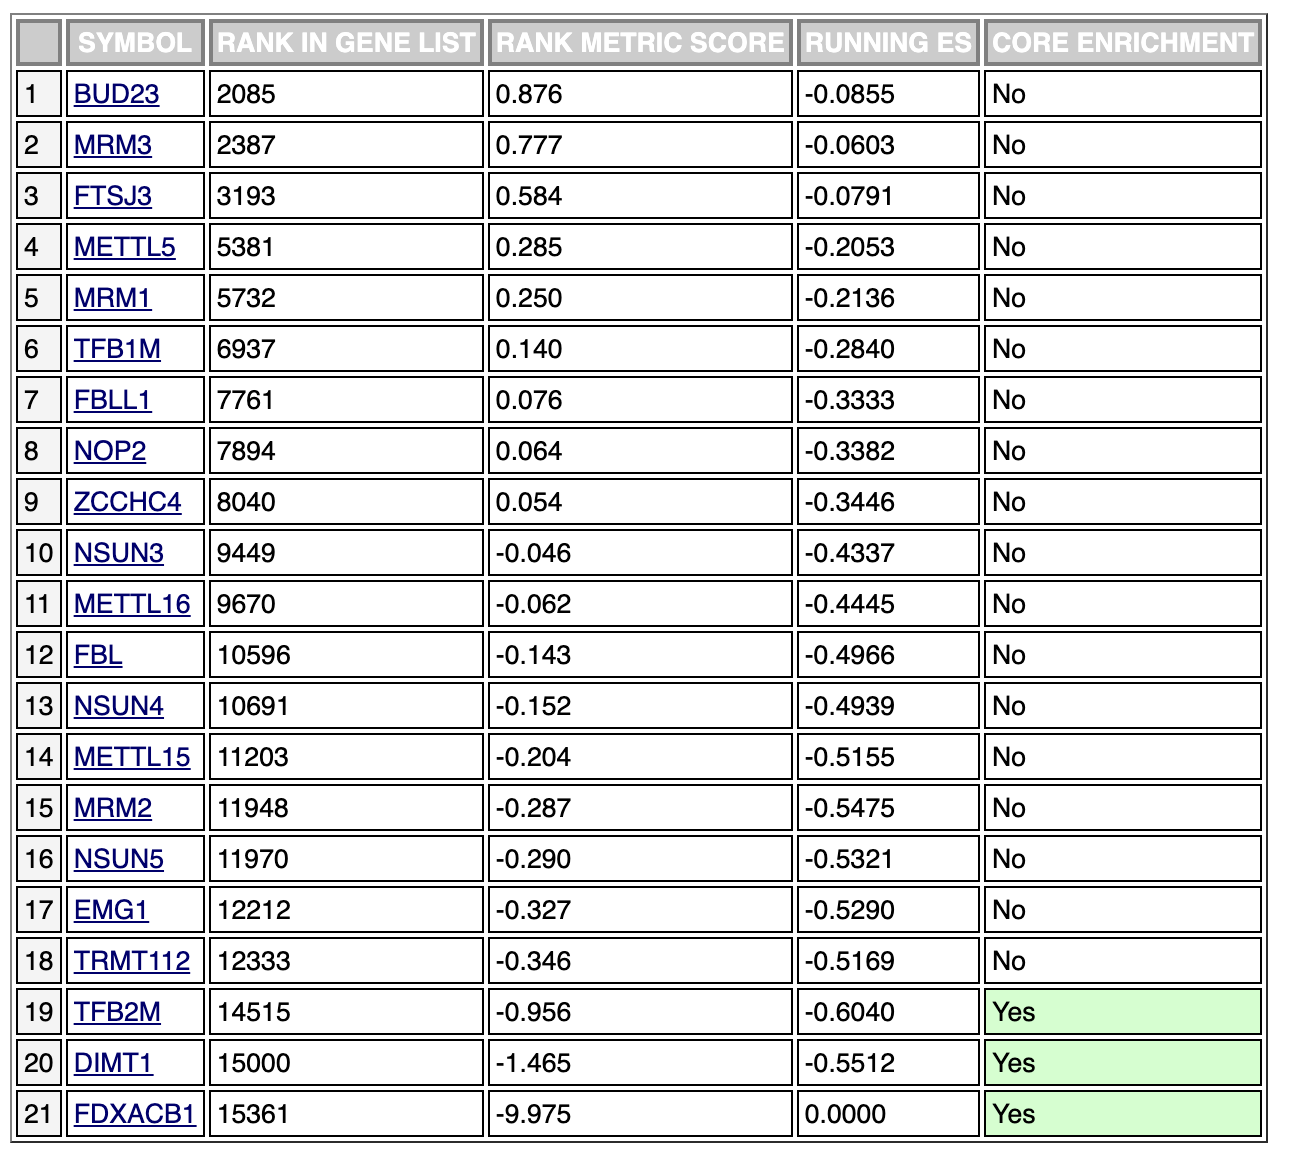 SYMBOL RANK IN GENE LIST RANK METRIC SCORE RUNNING ES CORE ENRICHMENT
1 BUD23 2085 0.876 -0.0855 No
2 MRM3 2387 0.777 -0.0603 No
3 FTSJ3 3193 0.584 -0.0791 No
4 METTL5 5381 0.285 -0.2053 No
5 MRM1 5732 0.250 -0.2136 No
6 TFB1M 6937 0.140 -0.2840 No
7 FBLL1 7761 0.076 -0.3333 No
8 NOP2 7894 0.064 -0.3382 No
9 ZCCHC4 8040 0.054 -0.3446 No
10 NSUN3 9449 -0.046 -0.4337 No
11 METTL16 9670 -0.062 -0.4445 No
12 FBL 10596 -0.143 -0.4966 No
13 NSUN4 10691 -0.152 -0.4939 No
14 METTL15 11203 -0.204 -0.5155 No
15 MRM2 11948 -0.287 -0.5475 No
16 NSUN5 11970 -0.290 -0.5321 No
17 EMG1 12212 -0.327 -0.5290 No
18 TRMT112 12333 -0.346 -0.5169 No
19 TFB2M 14515 -0.956 -0.6040 Yes
20 DIMT1 15000 -1.465 -0.5512 Yes
21 FDXACB1 15361 -9.975 0.0000 Yes